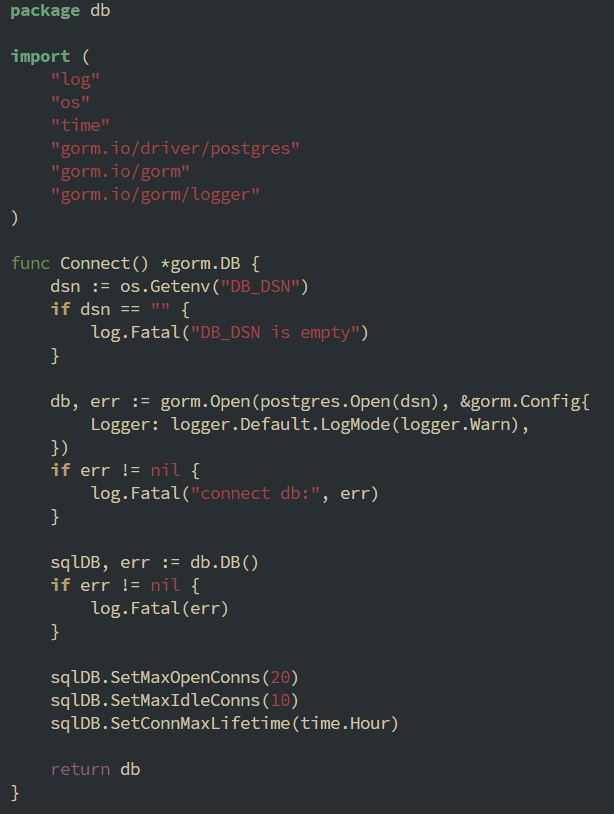 package db
import (
"log"
"os"
"time"
"gorm.io/driver/postgres"
"gorm.io/gorm"
"gorm.io/gorm/logger"
)
func Connect() *gorm.DB {
dsn := os.Getenv("DB_DSN")
if dsn == "" {
log.Fatal("DB_DSN is empty")
}
db, err := gorm.Open(postgres.Open(dsn), &gorm.Config{
Logger: logger.Default.LogMode(logger.Warn),
})
if err != nil {
log.Fatal("connect db:", err)
}
sqlDB, err := db.DB()
if err != nil {
log.Fatal(err)
}
sqlDB.SetMaxOpenConns(20)
sqlDB.SetMaxIdleConns(10)
sqlDB.SetConnMaxLifetime(time.Hour)
return db
}